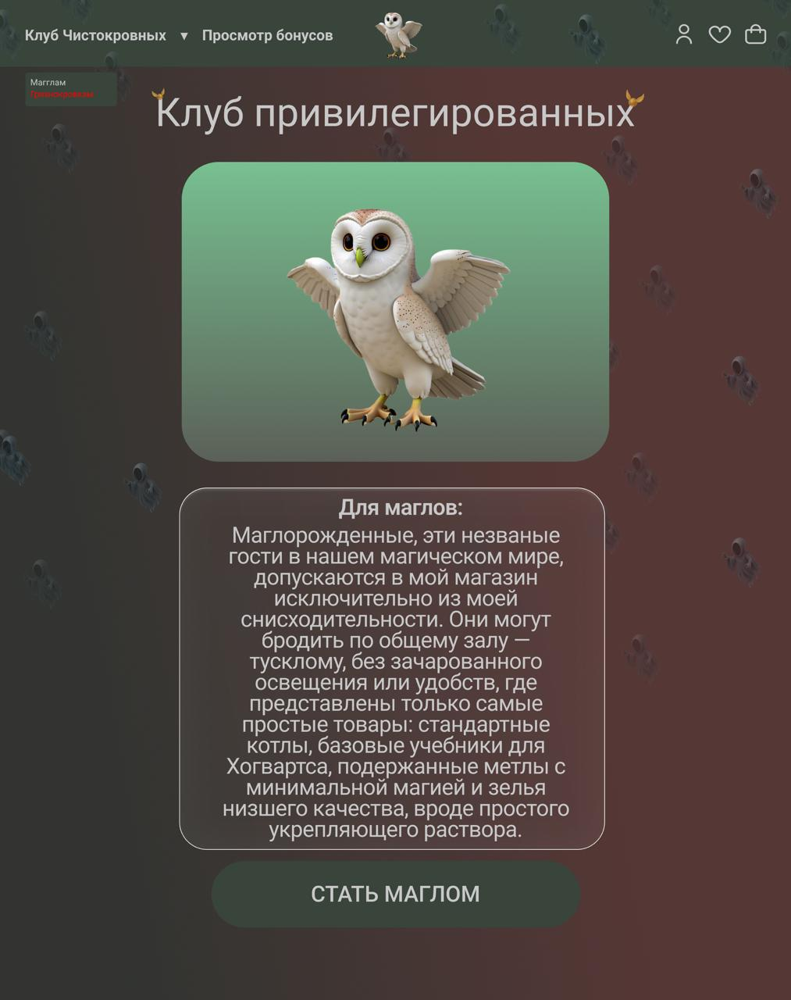 Клуб Чистокровных ▼ Просмотр бонусов
Магглам
Грязнокровкам
Клуб привилегированных
Для маглов:
Маглорожденные, эти незваные
гости в нашем магическом мире,
допускаются в мой магазин
исключительно из моей
снисходительности. Они могут
бродить по общему залу —
тусклому, без зачарованного
освещения или удобств, где
представлены только самые
простые товары: стандартные
котлы, базовые учебники для
Хогвартса, подержанные метлы с
минимальной магией и зелья
низшего качества, вроде простого
укрепляющего раствора.
СТАТЬ МАГЛОМ